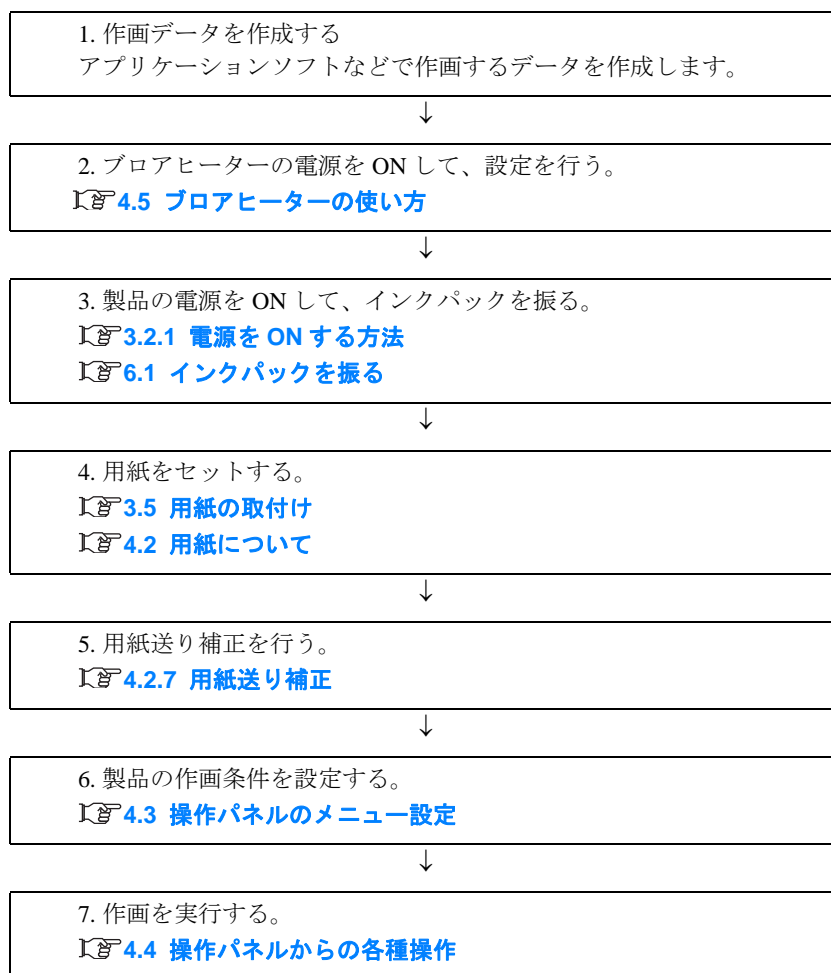 1. 作画データを作成する
アプリケーションソフトなどで作画するデータを作成します。
↓
2. ブロアヒーターの電源を ON して、設定を行う。
4.5 ブロアヒーターの使い方
↓
3. 製品の電源を ON して、インクパックを振る。
3.2.1 電源を ON する方法
6.1 インクパックを振る
↓
4. 用紙をセットする。
3.5 用紙の取付け
4.2 用紙について
↓
5. 用紙送り補正を行う。
4.2.7 用紙送り補正
↓
6. 製品の作画条件を設定する。
4.3 操作パネルのメニュー設定
↓
7. 作画を実行する。
4.4 操作パネルからの各種操作